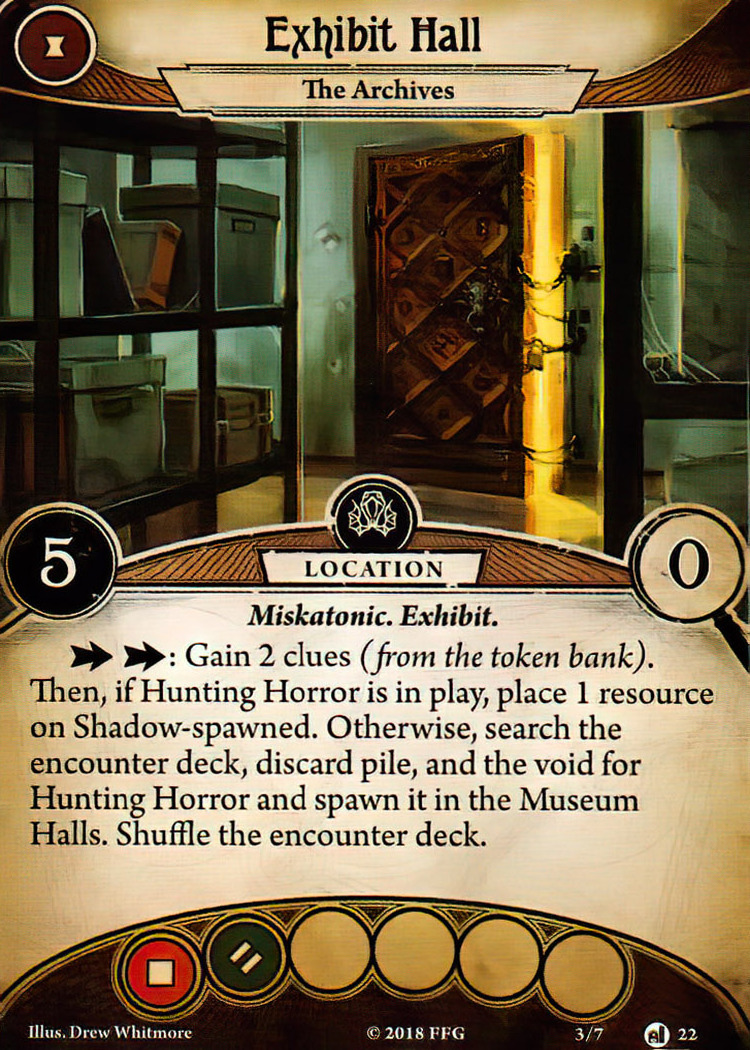 Exhibit Hall
The Archives
5
LOCATION
0
Miskatonic. Exhibit.
: Gain 2 clues (from the token bank).
Then, if Hunting Horror is in play, place 1 resource
on Shadow-spawned. Otherwise, search the
encounter deck, discard pile, and the void for
Hunting Horror and spawn it in the Museum
Halls. Shuffle the encounter deck.
Illus. Drew Whitmore
© 2018 FFG
3/7
22